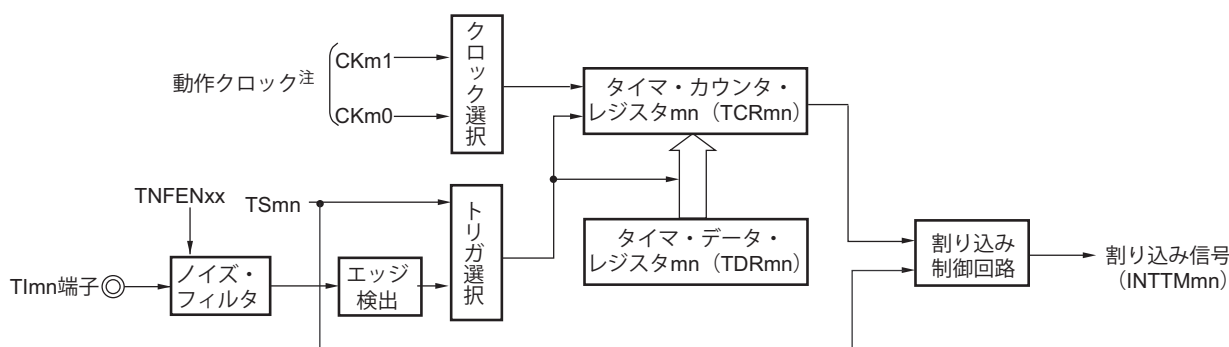 クロック選択
CKm1
動作クロック注
CKm0
タイマ・カウンタ・
レジスタmn（TCRmn）
TNFENxx
TSmn
トリガ選択
タイマ・データ・
レジスタmn（TDRmn）
TImn端子
ノイズ・
フィルタ
エッジ
検出
割り込み
制御回路
割り込み信号
（INTTMmn）